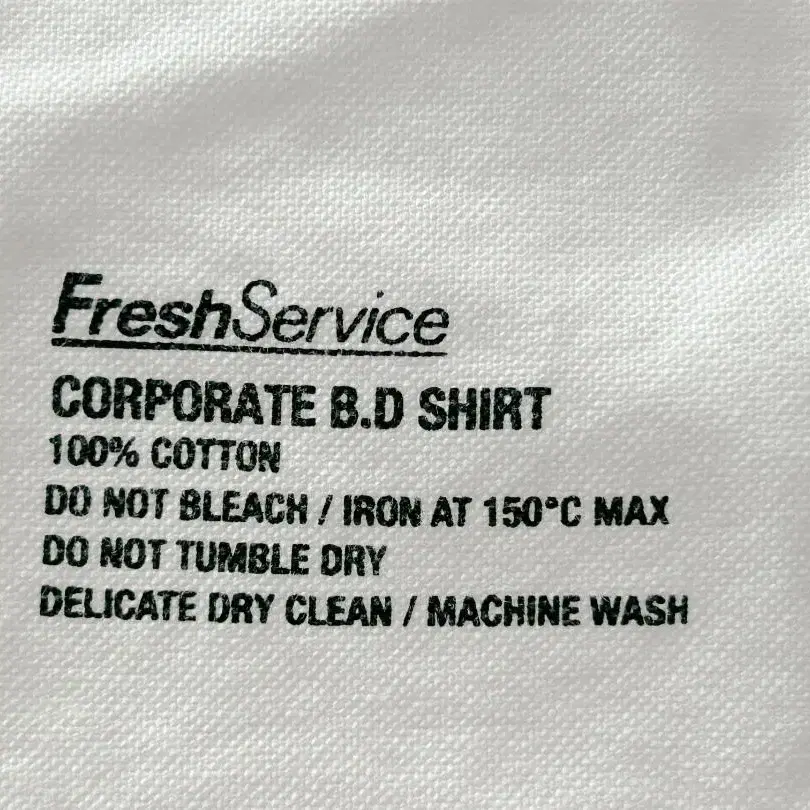 FreshService
CORPORATE B.D SHIRT
100% COTTON
DO NOT BLEACH / IRON AT 150°C MAX
DO NOT TUMBLE DRY
DELICATE DRY CLEAN / MACHINE WASH